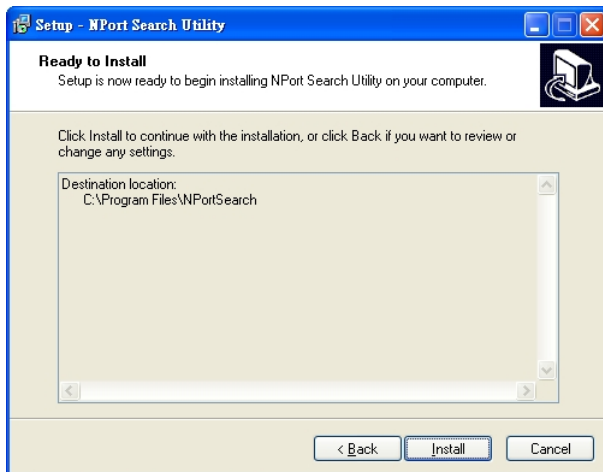 Setup - NPort Search Utility
Ready to Install
Setup is now ready to begin installing NPort Search Utility on your computer.
Click Install to continue with the installation, or click Back if you want to review or
change any settings.
Destination location:
C:\Program Files\NPortSearch
< Back
Install
Cancel